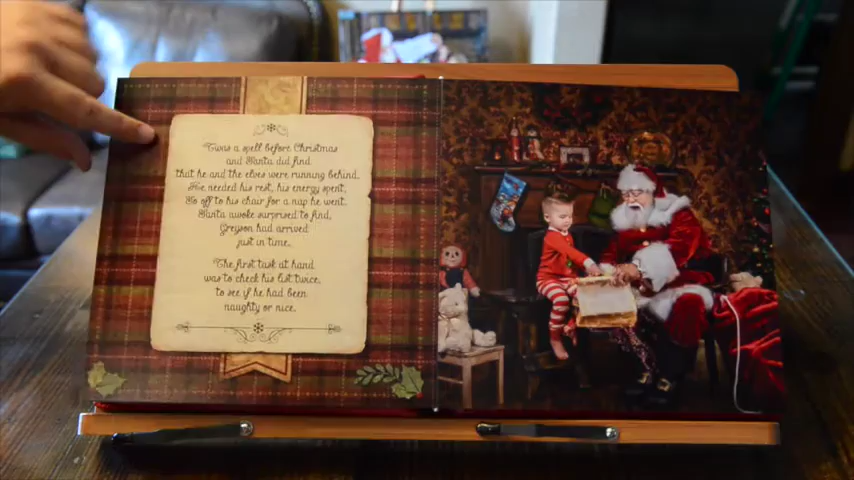 'Twas a spell before Christmas
and Santa did find
that he and the elves were running behind.
He needed his rest, his energy spent,
So off to his chair for a nap he went.
Santa awoke surprised to find,
Greyson had arrived
just in time...
The first task at hand
was to check his list twice,
to see if he had been
naughty or nice.